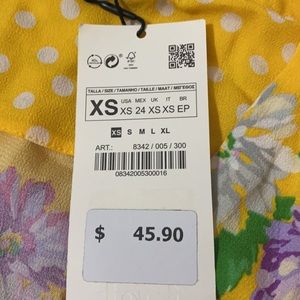 TALLA / SIZE / TAMANHO / TAILLE / MAAT / ΜΕΓΕΘΟΣ
XS USA MEX UK IT BR
XS 24 XS XS EP
XS S M L XL
ART.: 8342 / 005 / 300
08342005300016
$ 45.90